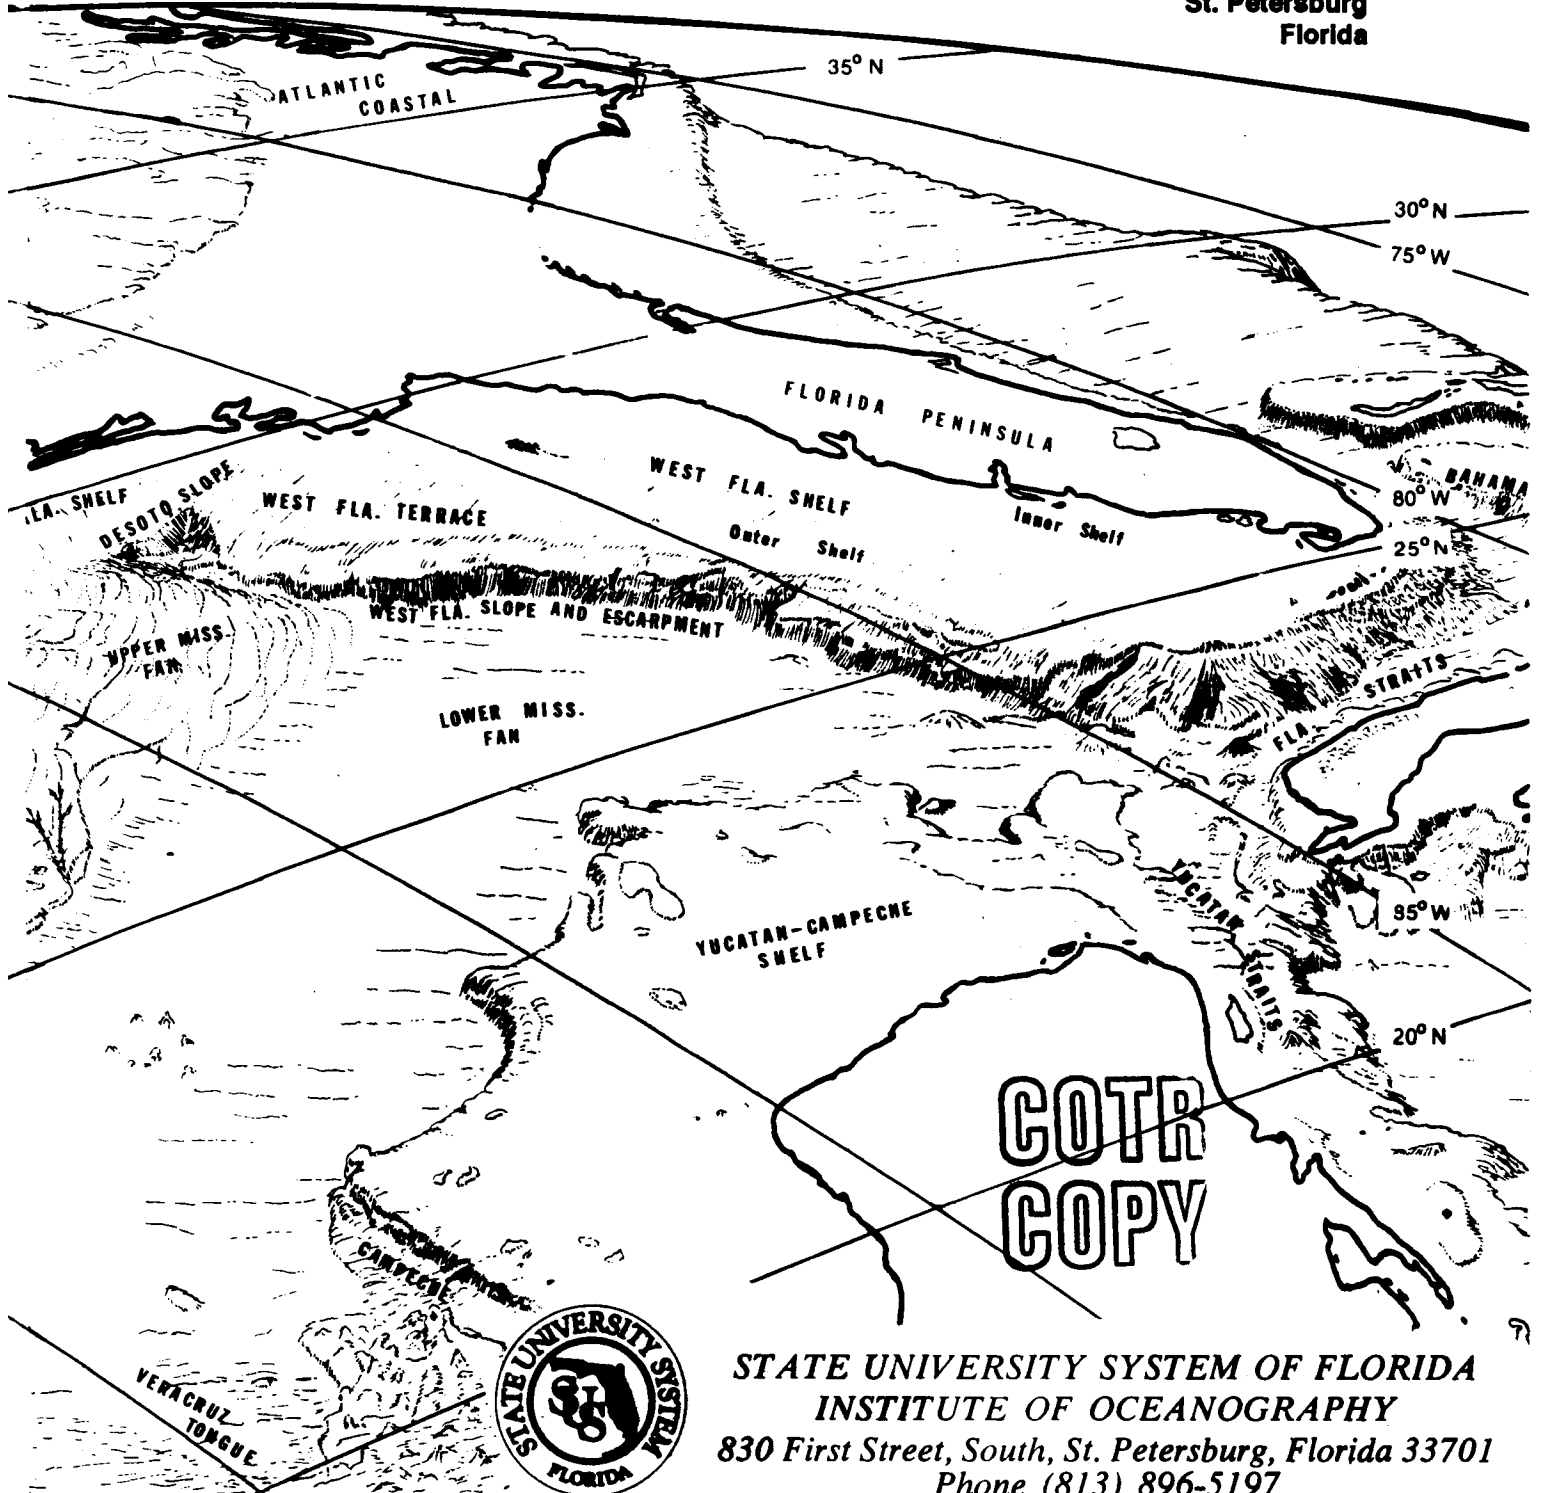 St. Petersburg
Florida
35° N
ATLANTIC
COASTAL
30° N
75° W
FLORIDA PENINSULA
BAHAMA
80° W
WEST FLA. SHELF
Inner Shelf
Outer Shelf
LA. SHELF
DESOTO SLOPE
WEST FLA. TERRACE
25° N
WEST FLA. SLOPE AND ESCARPMENT
UPPER MISS.
FAN
FLA. STRAITS
LOWER MISS.
FAN
YUCATAN STRAITS
85° W
YUCATAN-CAMPECHE
SHELF
20° N
COTR
COPY
CAMPECHE
VERACRUZ
TONGUE
STATE UNIVERSITY SYSTEM
SUS
FLORIDA
STATE UNIVERSITY SYSTEM OF FLORIDA
INSTITUTE OF OCEANOGRAPHY
830 First Street, South, St. Petersburg, Florida 33701
Phone (813) 896-5197